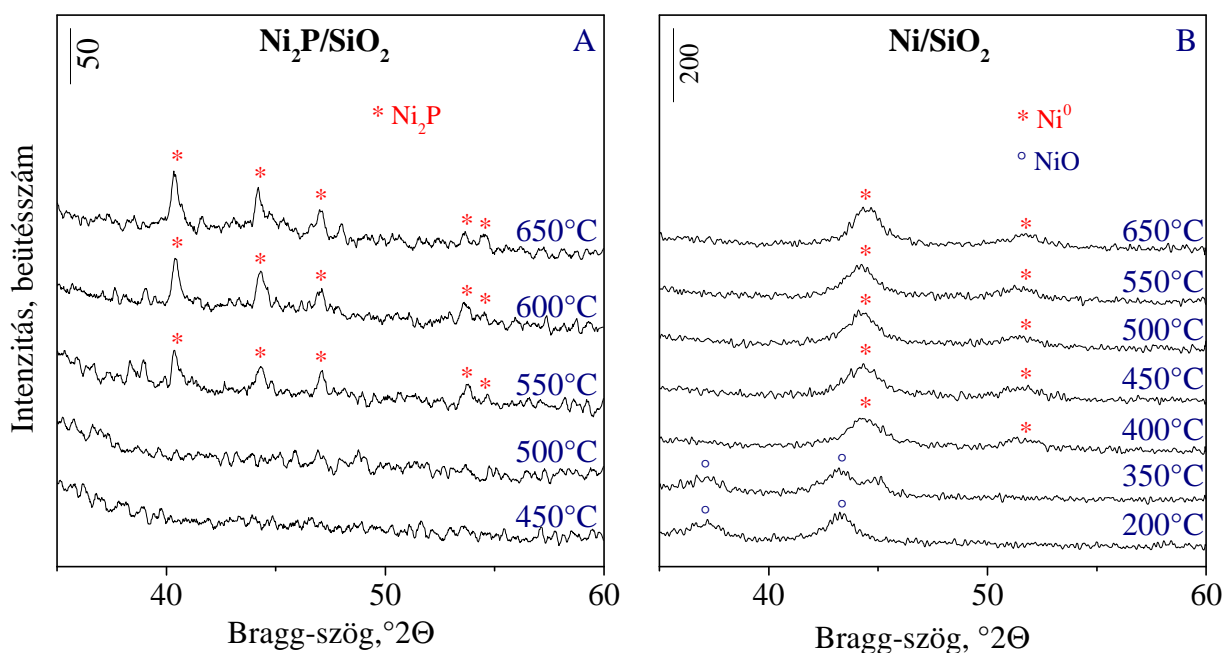 50
Ni₂P/SiO₂
A
* Ni₂P
Intenzitás, beütésszám
650°C
600°C
550°C
500°C
450°C
40
50
60
Bragg-szög,°2Θ
200
Ni/SiO₂
B
* Ni⁰
° NiO
650°C
550°C
500°C
450°C
400°C
350°C
200°C
40
50
60
Bragg-szög, °2Θ